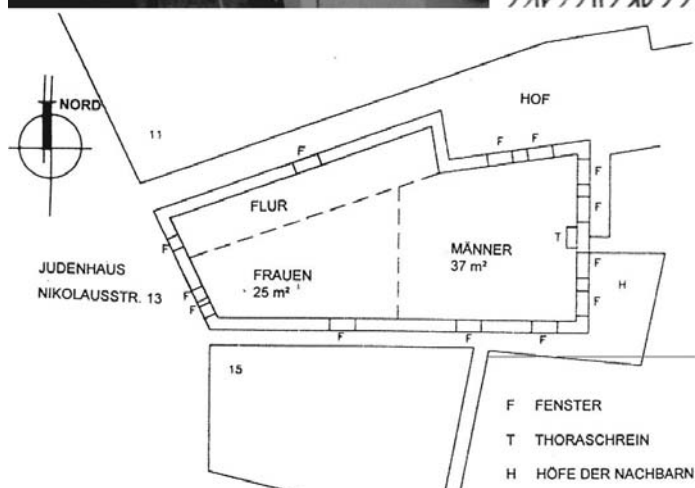 NORD
HOF
11
F
F
F
F
FLUR
F
F
T
MÄNNER
37 m²
JUDENHAUS
NIKOLAUSSTR. 13
FRAUEN
25 m²
F
H
F
F
F
F
F
F
15
F FENSTER
T THORASCHREIN
H HÖFE DER NACHBARN